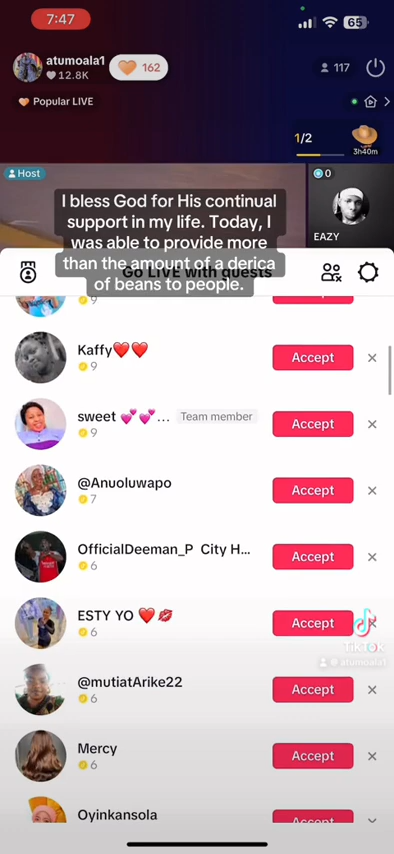 7:47
65
atumoala1
12.8K
162
117
Popular LIVE
1/2
3h40m
Host
0
EAZY
I bless God for His continual
support in my life. Today, I
was able to provide more
than the amount of a derica
of beans to people.
Go LIVE with guests
9
Kaffy❤️❤️
9
Accept
sweet 💕💕... Team member
9
Accept
@Anuoluwapo
7
Accept
OfficialDeeman_P City H...
6
Accept
ESTY YO ❤️💋
6
Accept
TikTok
@atumoala1
@mutiatArike22
6
Accept
Mercy
6
Accept
Oyinkansola
Accept